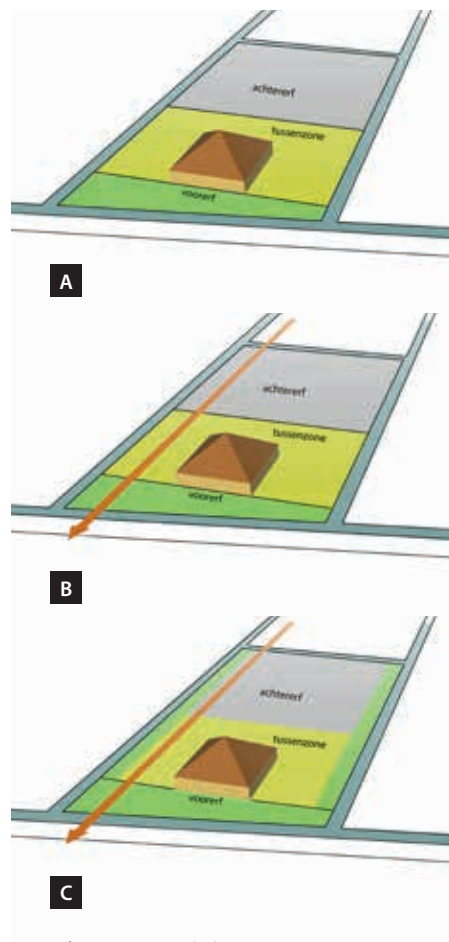 achtererf
tussenzone
voorerf
A
achtererf
tussenzone
voorerf
B
achtererf
tussenzone
voorerf
C